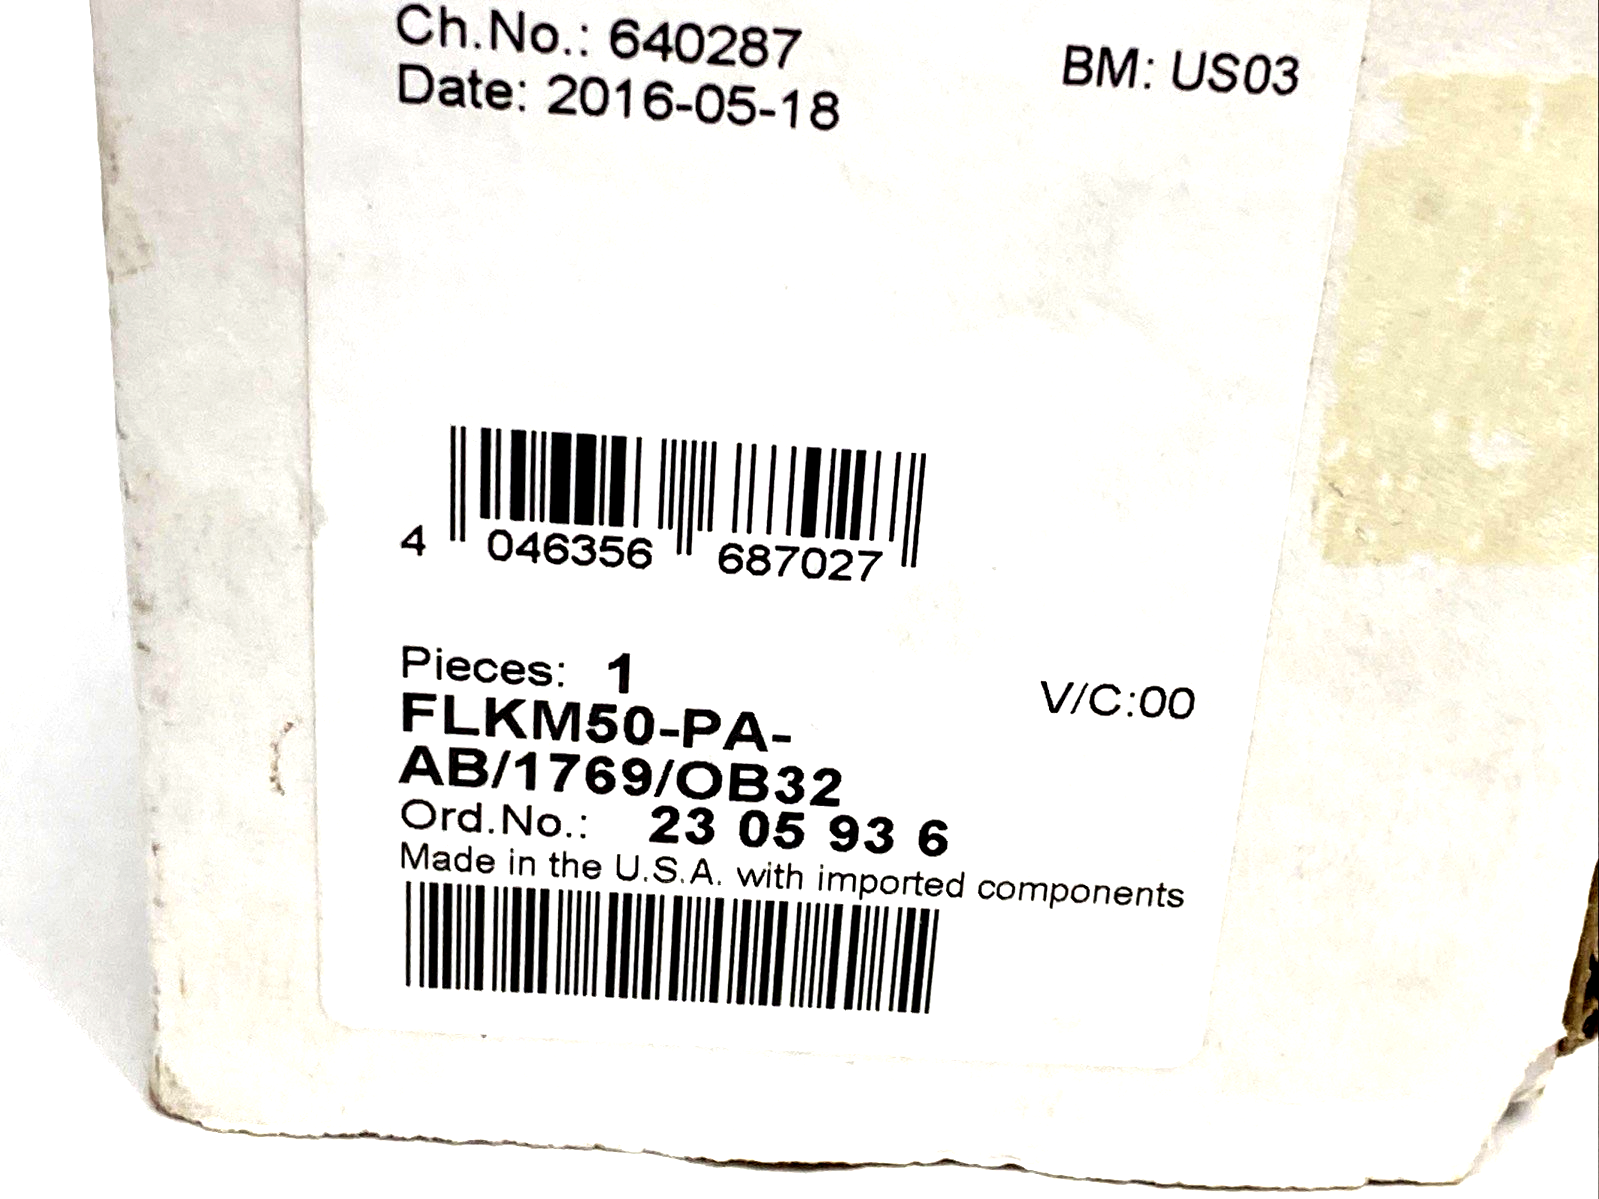 Ch.No.: 640287
BM: US03
Date: 2016-05-18
4 046356 687027
Pieces: 1
V/C:00
FLKM50-PA-
AB/1769/OB32
Ord.No.: 23 05 93 6
Made in the U.S.A. with imported components